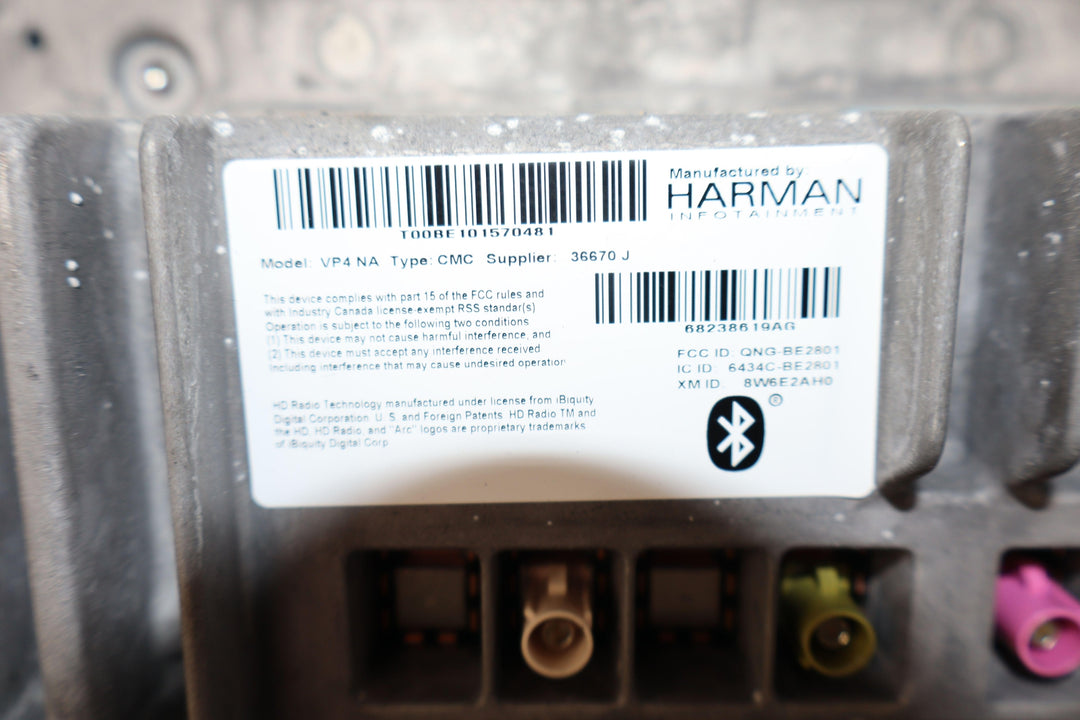 T00BE101570481
Manufactured by
HARMAN
INFOTAINMENT
Model: VP4 NA Type: CMC Supplier: 36670 J
68238619AG
This device complies with part 15 of the FCC rules and
with Industry Canada license-exempt RSS standar(s)
Operation is subject to the following two conditions
(1) This device may not cause harmful interference, and
(2) This device must accept any interference received
Including interference that may cause undesired operation
FCC ID: QNG-BE2801
IC ID: 6434C-BE2801
XM ID: 8W6E2AH0
®
HD Radio Technology manufactured under license from iBiquity
Digital Corporation. U. S. and Foreign Patents. HD Radio TM and
the HD, HD Radio, and "Arc" logos are proprietary trademarks
of iBiquity Digital Corp